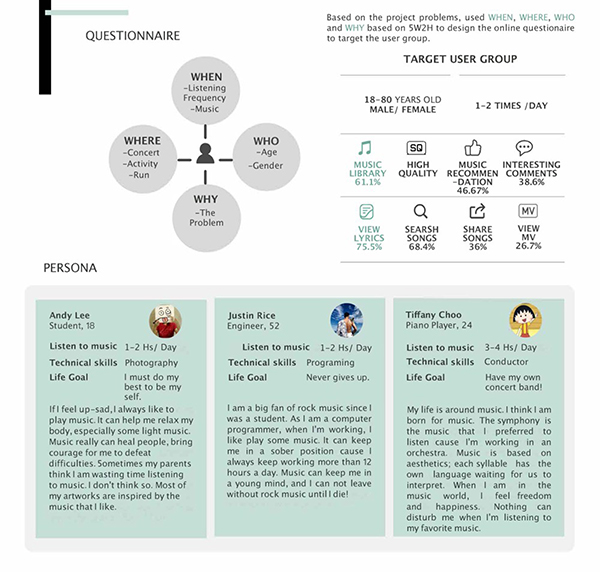 QUESTIONNAIRE
Based on the project problems, used WHEN, WHERE, WHO
and WHY based on 5W2H to design the online questionaire
to target the user group.
WHEN
-Listening
Frequency
-Music
WHERE
-Concert
-Activity
-Run
WHO
-Age
-Gender
WHY
-The
Problem
TARGET USER GROUP
18-80 YEARS OLD
MALE/ FEMALE
1-2 TIMES /DAY
MUSIC
LIBRARY
61.1%
SQ
HIGH
QUALITY
MUSIC
RECOMMEN
-DATION
46.67%
INTERESTING
COMMENTS
38.6%
VIEW
LYRICS
75.5%
SEARSH
SONGS
68.4%
SHARE
SONGS
36%
MV
VIEW
MV
26.7%
PERSONA
Andy Lee
Student, 18
Listen to music 1-2 Hs/ Day
Technical skills Photography
Life Goal I must do my
best to be my
self.
If I feel up-sad,I always like to
play music. It can help me relax my
body, especially some light music.
Music really can heal people, bring
courage for me to defeat
difficulties. Sometimes my parents
think I am wasting time listening
to music. I don't think so. Most of
my artworks are inspired by the
music that I like.
Justin Rice
Engineer, 52
Listen to music 1-2 Hs/ Day
Technical skills Programing
Life Goal Never gives up.
I am a big fan of rock music since I
was a student. As I am a computer
programmer, when I'm working, I
like play some music. It can keep
me in a sober position cause I
always keep working more than 12
hours a day. Music can keep me in
a young mind, and I can not leave
without rock music until I die!
Tiffany Choo
Piano Player, 24
Listen to music 3-4 Hs/ Day
Technical skills Conductor
Life Goal Have my own
concert band!
My life is around music. I think I am
born for music. The symphony is
the music that I preferred to
listen cause I'm working in an
orchestra. Music is based on
aesthetics; each syllable has the
own language waiting for us to
interpret. When I am in the
music world, I feel freedom
and happiness. Nothing can
disturb me when I'm listening to
my favorite music.